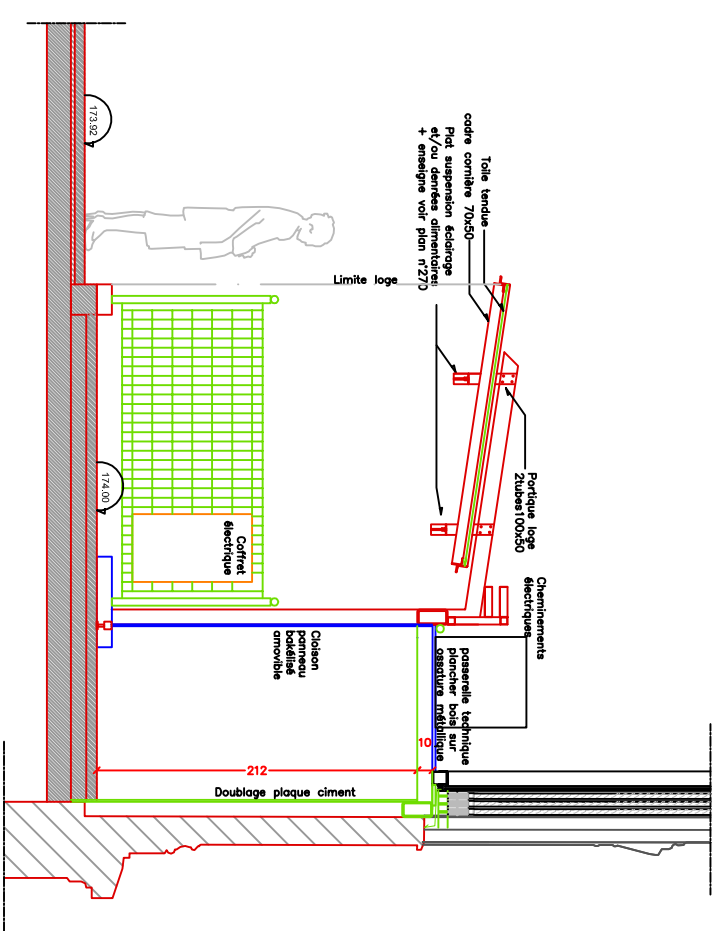 173.92
Toile tendue
cadre cornière 70x50
Plat suspension éclairage
et/ou denrées alimentaires
+ enseigne voir plan n°270
Limite loge
Portique loge
2tubes100x50
174.00
Coffret
électrique
Cheminements
électriques
Cloison
panneau
bakélisé
amovible
passerelle technique
plancher bois sur
ossature métallique
10
212
Doublage plaque ciment